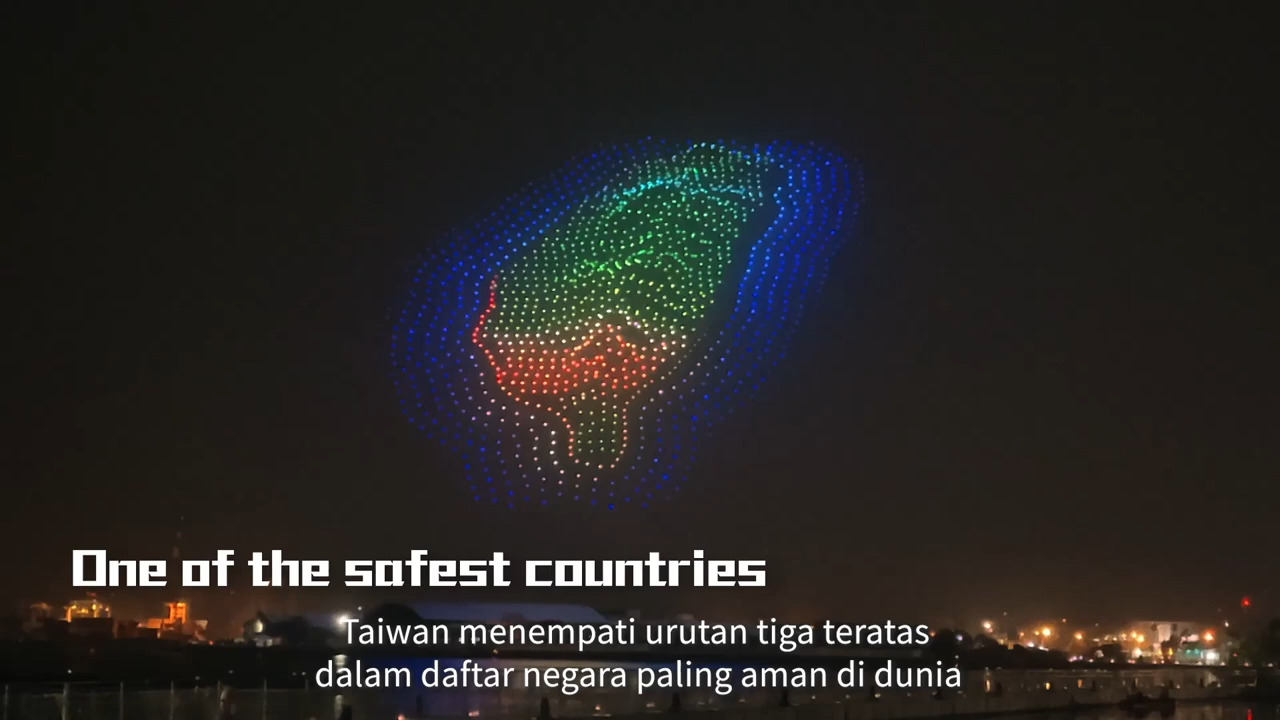 One of the safest countries
Taiwan menempati urutan tiga teratas
dalam daftar negara paling aman di dunia